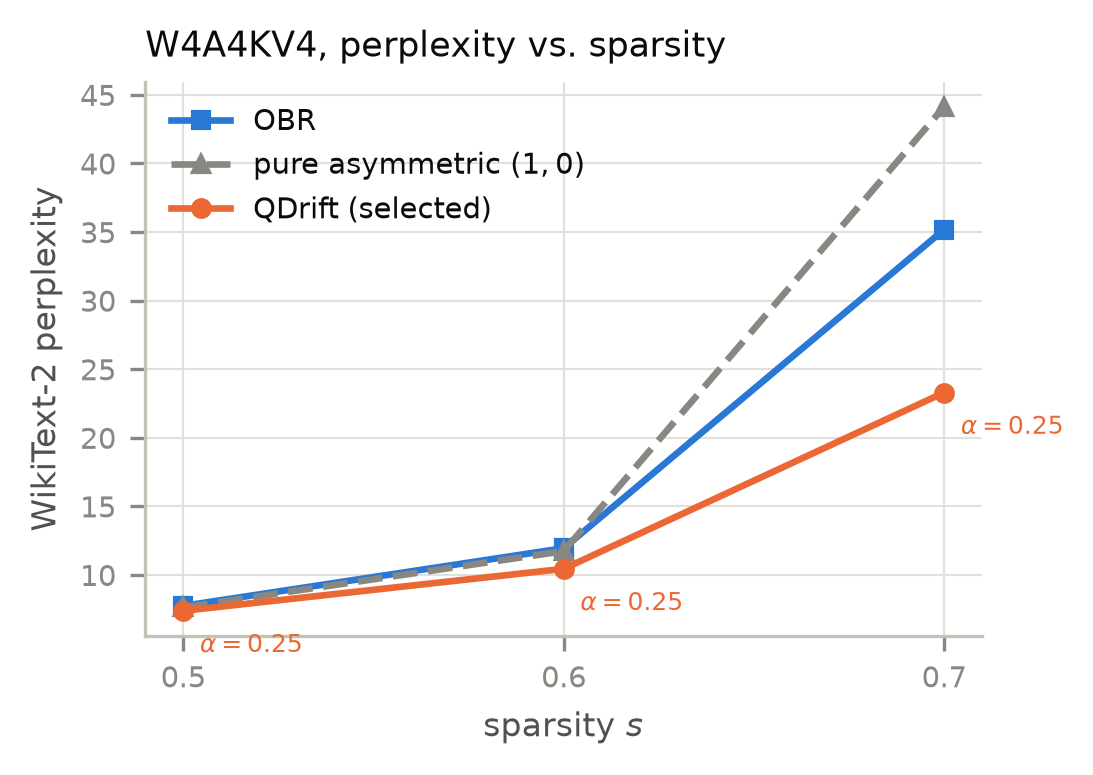 W4A4KV4, perplexity vs. sparsity
45
40
35
30
25
20
15
10
WikiText-2 perplexity
OBR
pure asymmetric (1, 0)
QDrift (selected)
α = 0.25
α = 0.25
α = 0.25
0.5
0.6
0.7
sparsity s